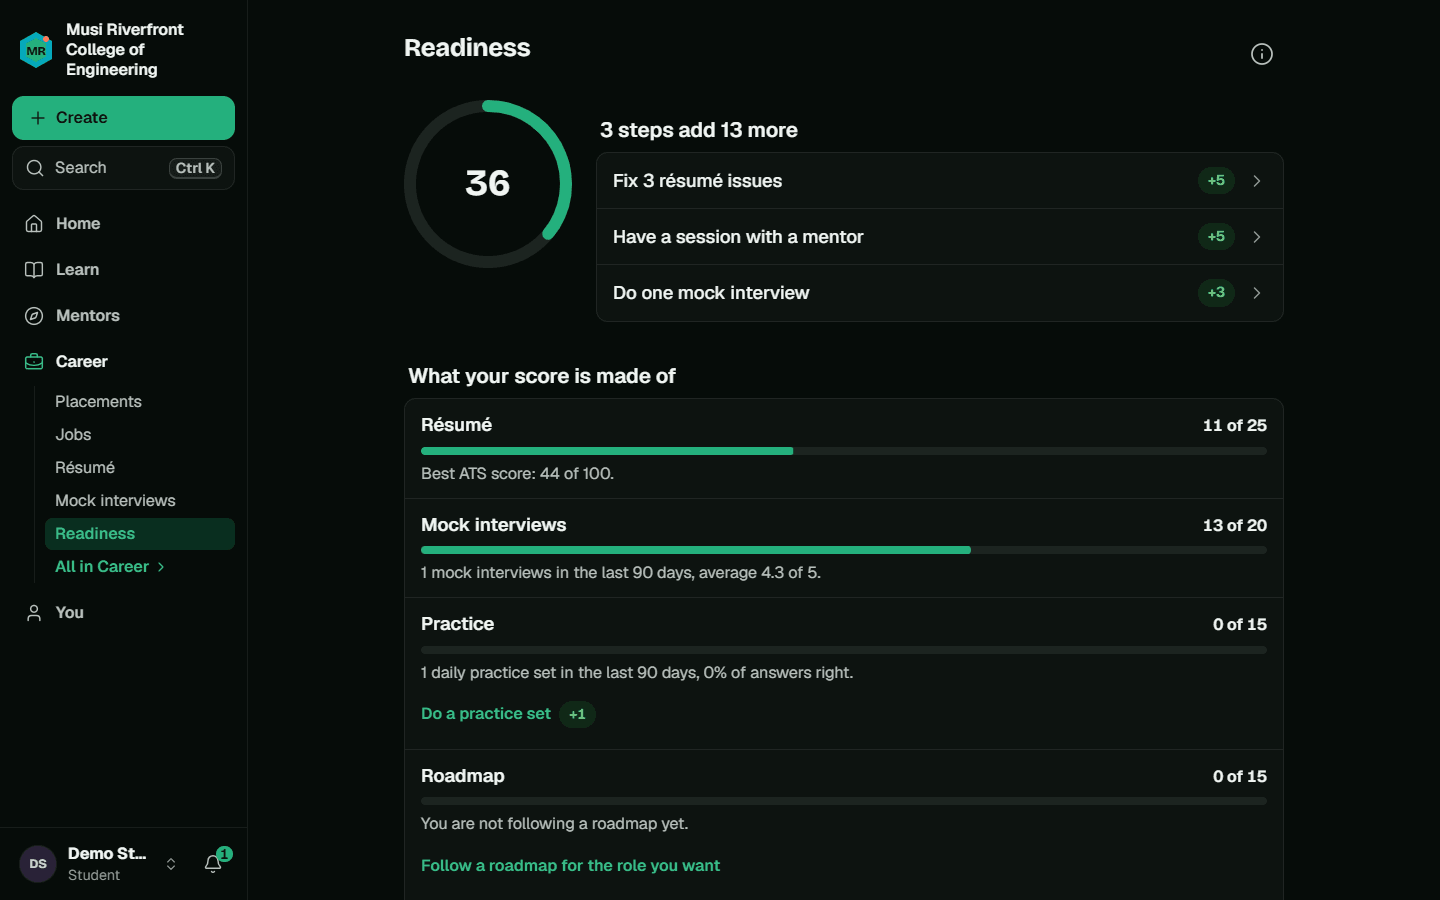 MR
Musi Riverfront
College of
Engineering
Create
Search
Ctrl K
Home
Learn
Mentors
Career
Placements
Jobs
Résumé
Mock interviews
Readiness
All in Career
You
DS
Demo St...
Student
1
Readiness
36
3 steps add 13 more
Fix 3 résumé issues
+5
Have a session with a mentor
+5
Do one mock interview
+3
What your score is made of
Résumé
11 of 25
Best ATS score: 44 of 100.
Mock interviews
13 of 20
1 mock interviews in the last 90 days, average 4.3 of 5.
Practice
0 of 15
1 daily practice set in the last 90 days, 0% of answers right.
Do a practice set
+1
Roadmap
0 of 15
You are not following a roadmap yet.
Follow a roadmap for the role you want